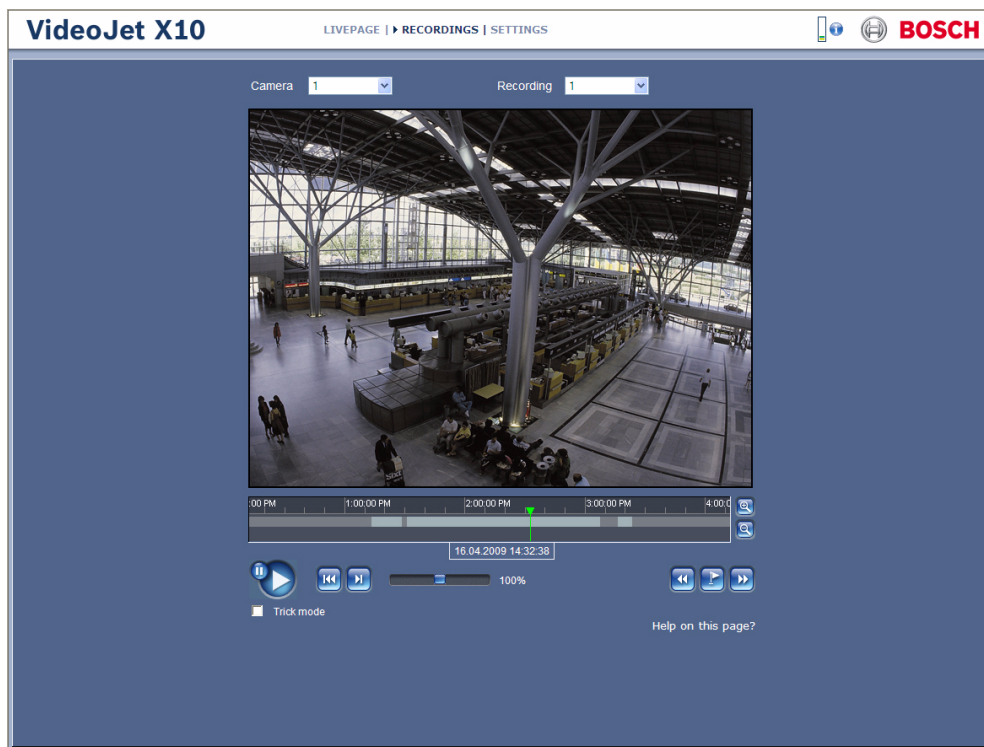 VideoJet X10
LIVEPAGE | RECORDINGS | SETTINGS
BOSCH
Camera 1
Recording 1
SIXT
:00 PM 1:00:00 PM 2:00:00 PM 3:00:00 PM 4:00:0
16.04.2009 14:32:38
100%
Trick mode
Help on this page?